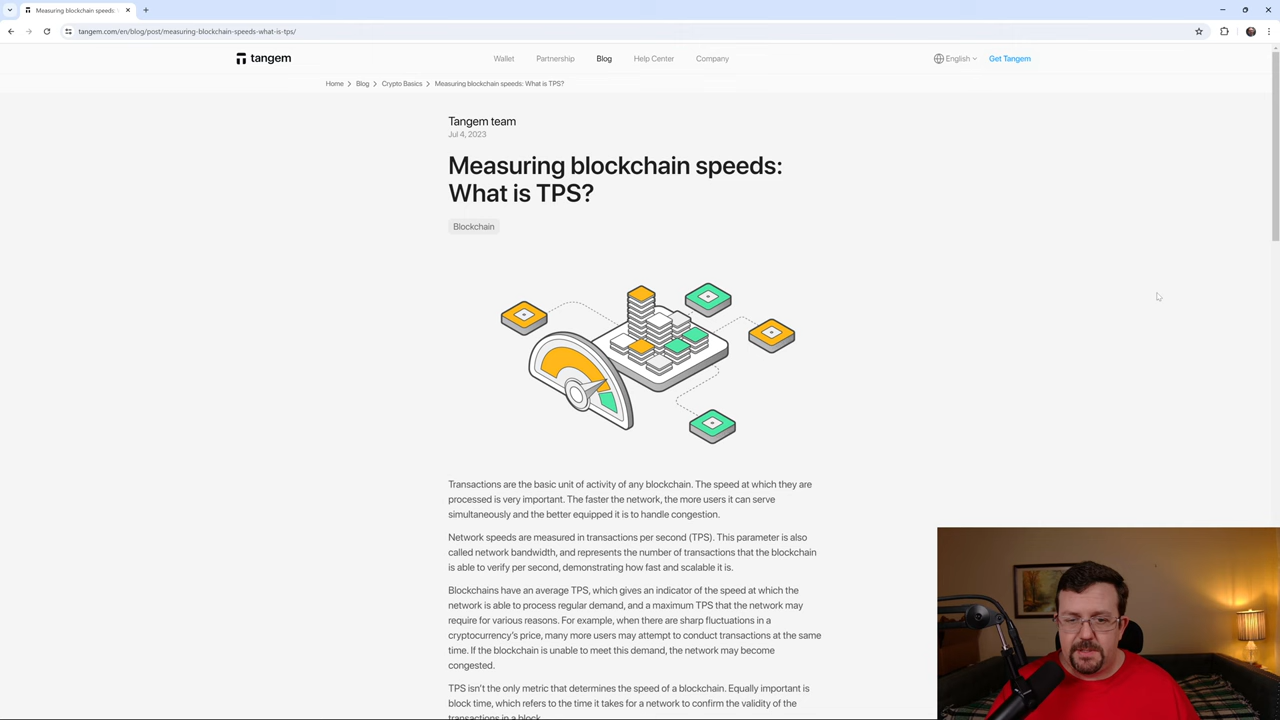 Measuring blockchain speeds:
tangem.com/en/blog/post/measuring-blockchain-speeds-what-is-tps/
tangem
Wallet
Partnership
Blog
Help Center
Company
English
Get Tangem
Home > Blog > Crypto Basics > Measuring blockchain speeds: What is TPS?
Tangem team
Jul 4, 2023
Measuring blockchain speeds:
What is TPS?
Blockchain
Transactions are the basic unit of activity of any blockchain. The speed at which they are
processed is very important. The faster the network, the more users it can serve
simultaneously and the better equipped it is to handle congestion.
Network speeds are measured in transactions per second (TPS). This parameter is also
called network bandwidth, and represents the number of transactions that the blockchain
is able to verify per second, demonstrating how fast and scalable it is.
Blockchains have an average TPS, which gives an indicator of the speed at which the
network is able to process regular demand, and a maximum TPS that the network may
require for various reasons. For example, when there are sharp fluctuations in a
cryptocurrency's price, many more users may attempt to conduct transactions at the same
time. If the blockchain is unable to meet this demand, the network may become
congested.
TPS isn't the only metric that determines the speed of a blockchain. Equally important is
block time, which refers to the time it takes for a network to confirm the validity of the
transactions in a block.